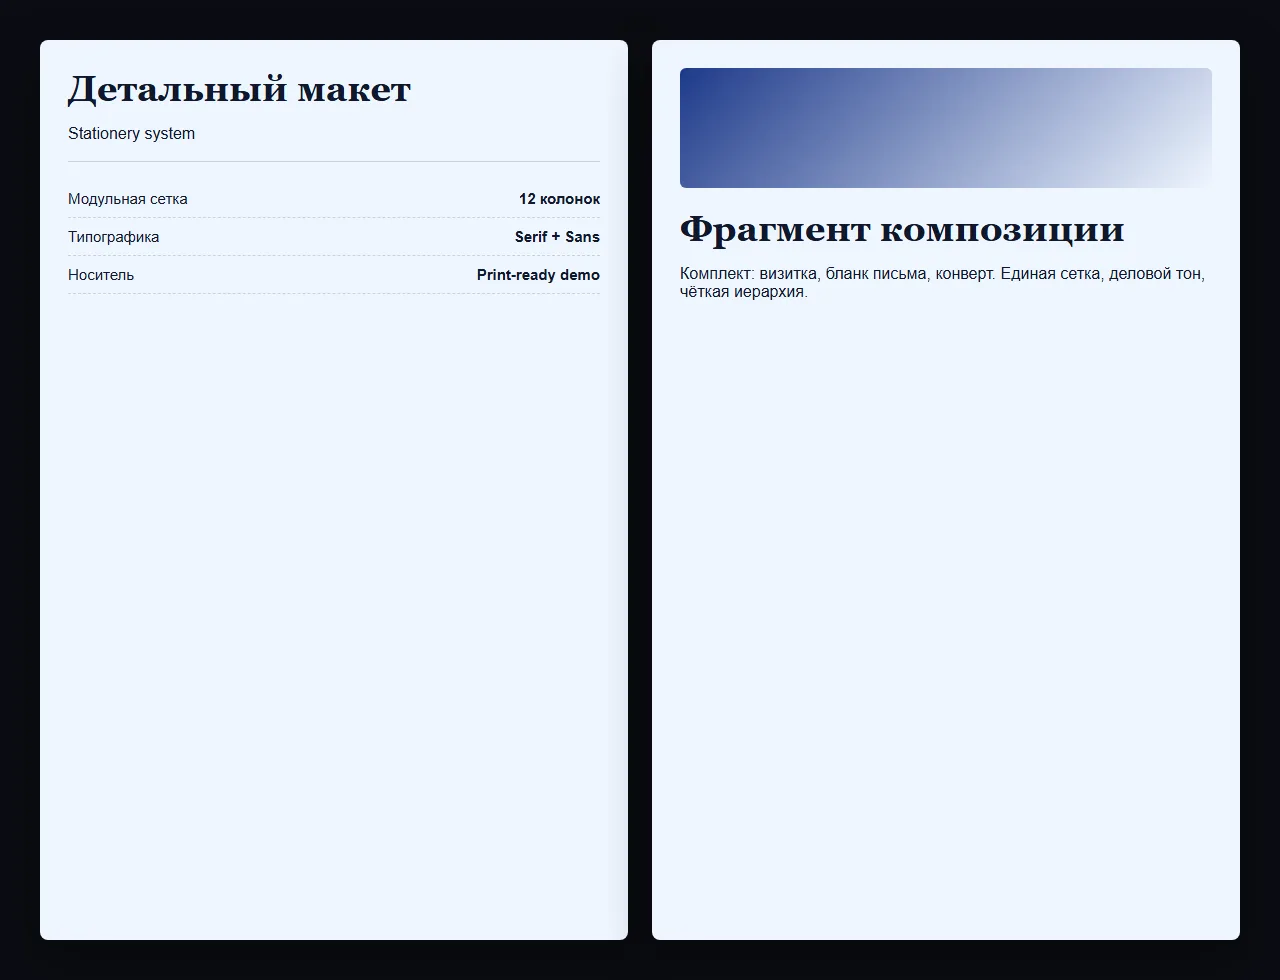 Детальный макет
Stationery system
Модульная сетка 12 колонок
Типографика Serif + Sans
Носитель Print-ready demo
Фрагмент композиции
Комплект: визитка, бланк письма, конверт. Единая сетка, деловой тон,
чёткая иерархия.